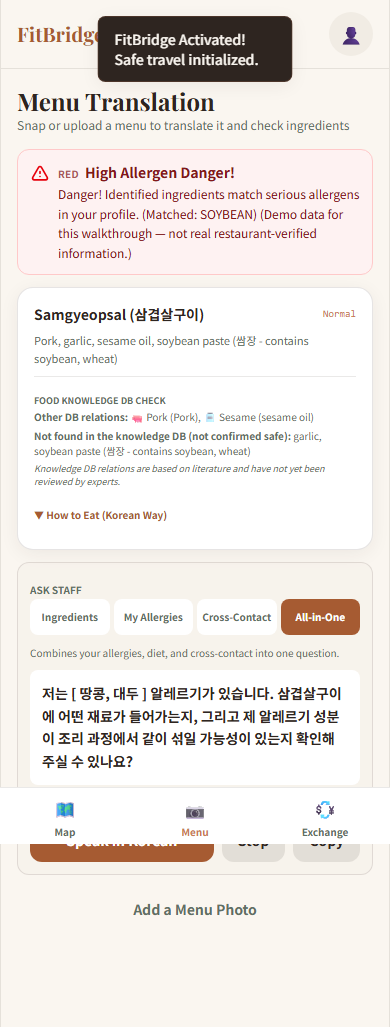 FitBridge
FitBridge Activated!
Safe travel initialized.
Menu Translation
Snap or upload a menu to translate it and check ingredients
RED High Allergen Danger!
Danger! Identified ingredients match serious allergens
in your profile. (Matched: SOYBEAN) (Demo data for
this walkthrough — not real restaurant-verified
information.)
Samgyeopsal (삼겹살구이)
Normal
Pork, garlic, sesame oil, soybean paste (쌈장 - contains
soybean, wheat)
FOOD KNOWLEDGE DB CHECK
Other DB relations: Pork (Pork), Sesame (sesame oil)
Not found in the knowledge DB (not confirmed safe): garlic,
soybean paste (쌈장 - contains soybean, wheat)
Knowledge DB relations are based on literature and have not yet been
reviewed by experts.
▼ How to Eat (Korean Way)
ASK STAFF
Ingredients
My Allergies
Cross-Contact
All-in-One
Combines your allergies, diet, and cross-contact into one question.
저는 [ 땅콩, 대두 ] 알레르기가 있습니다. 삼겹살구이
에 어떤 재료가 들어가는지, 그리고 제 알레르기 성분
이 조리 과정에서 같이 섞일 가능성이 있는지 확인해
주실 수 있나요?
Map
Menu
Exchange
Add a Menu Photo